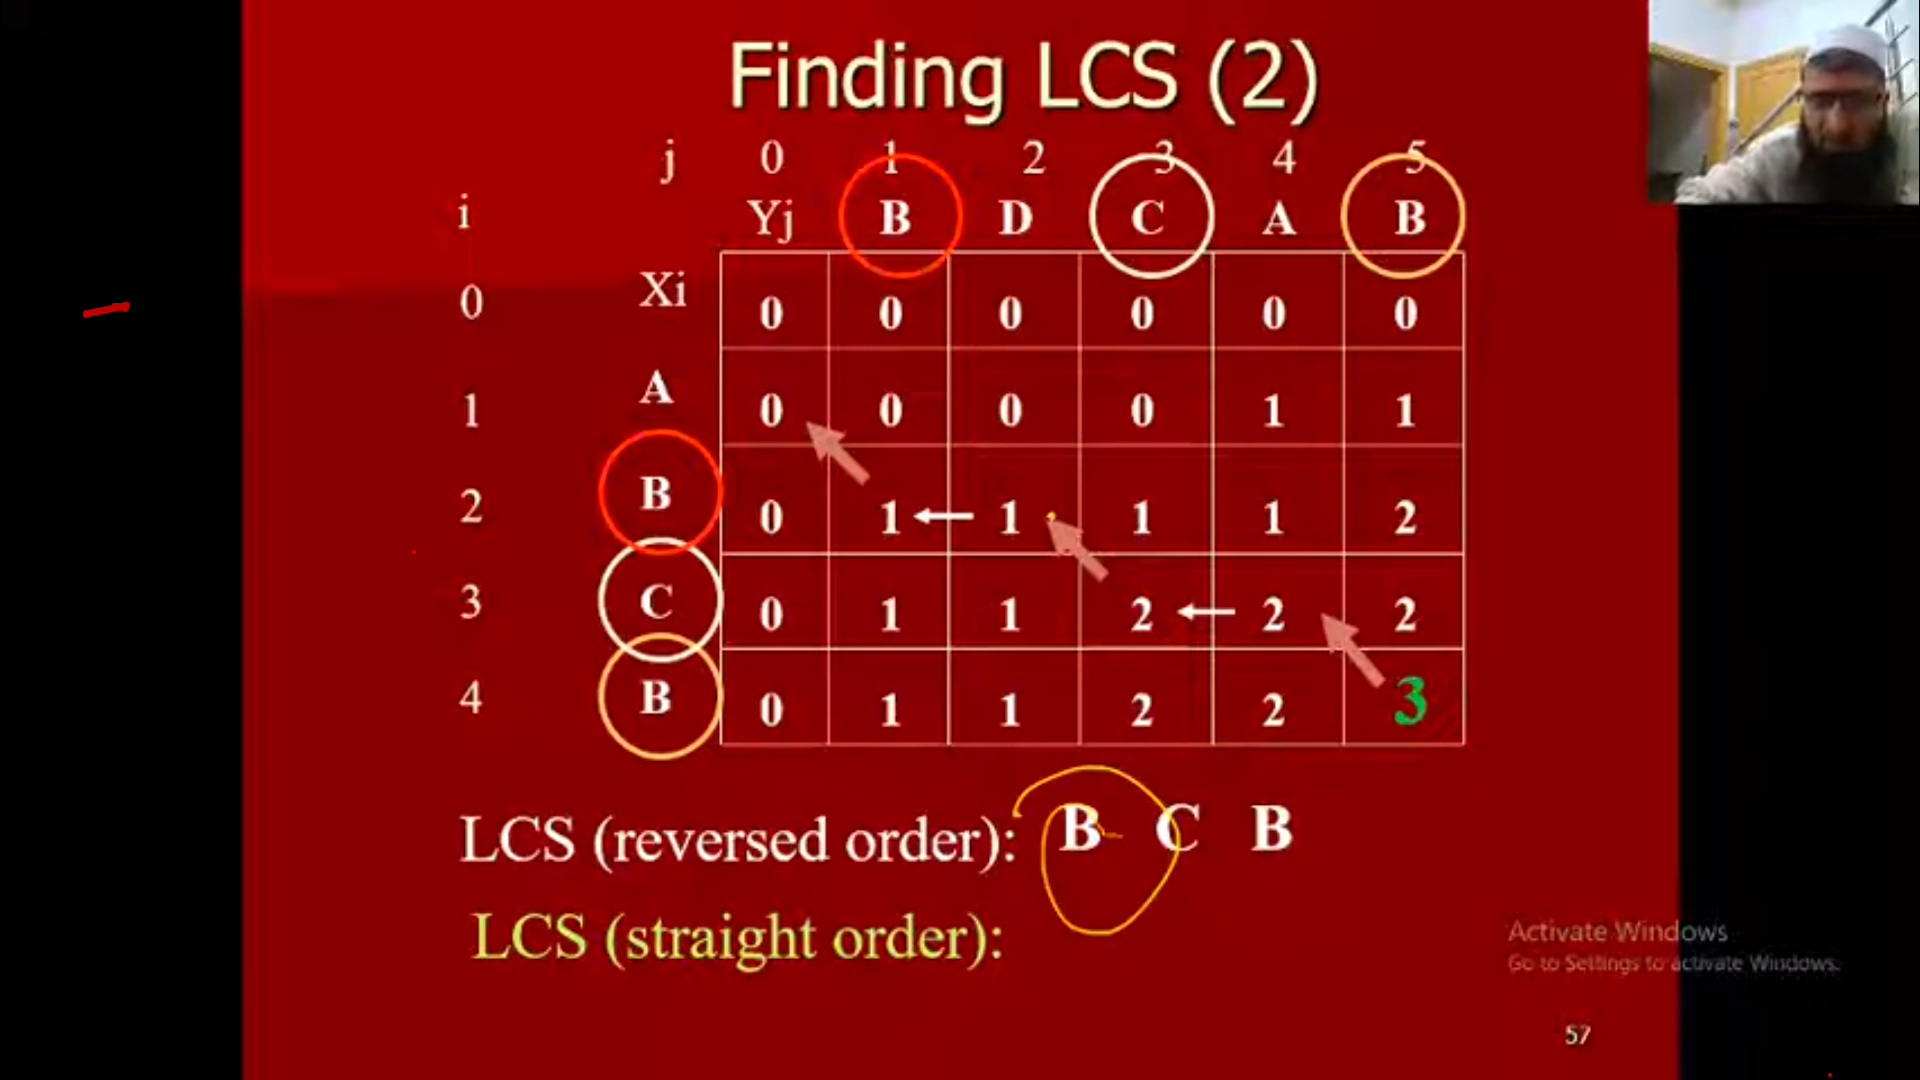 Finding LCS (2)
j 0 1 2 3 4 5
i Yj B D C A B
0 Xi 0 0 0 0 0 0
1 A 0 0 0 0 1 1
2 B 0 1 1 1 1 2
3 C 0 1 1 2 2 2
4 B 0 1 1 2 2 3
LCS (reversed order): B C B
LCS (straight order):
Activate Windows
Go to Settings to activate Windows.
57